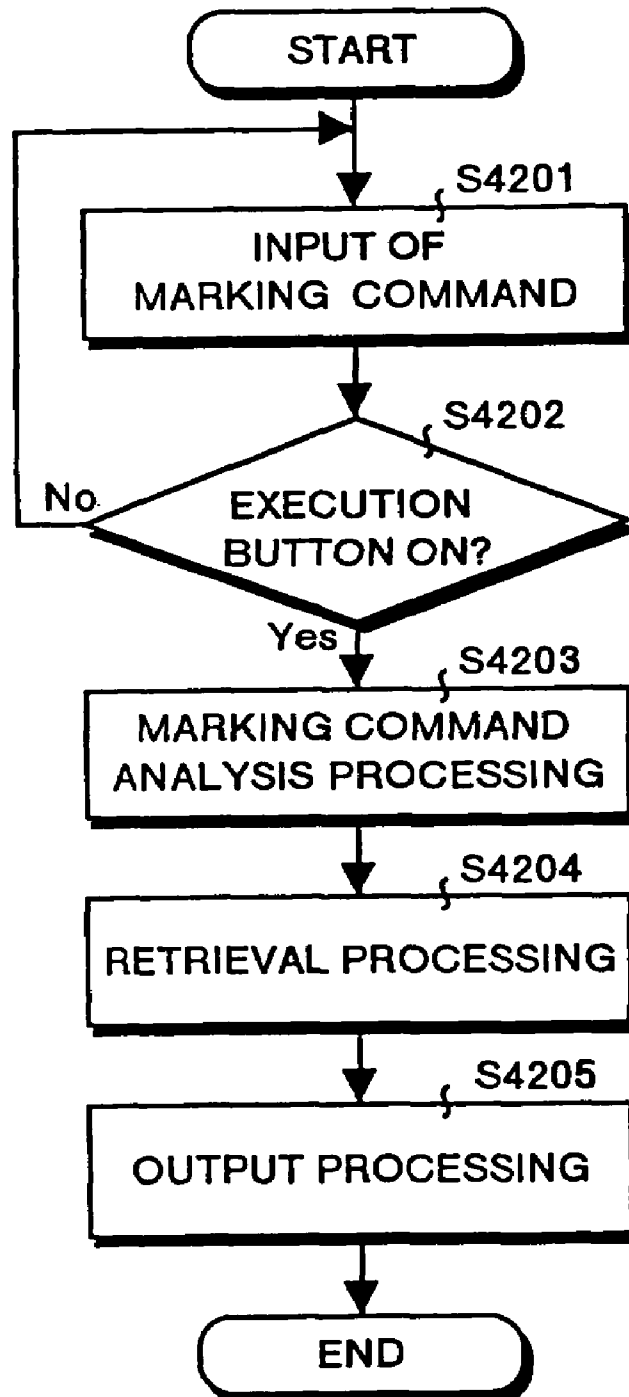 START
S4201
INPUT OF
MARKING COMMAND
S4202
No
EXECUTION
BUTTON ON?
Yes
S4203
MARKING COMMAND
ANALYSIS PROCESSING
S4204
RETRIEVAL PROCESSING
S4205
OUTPUT PROCESSING
END